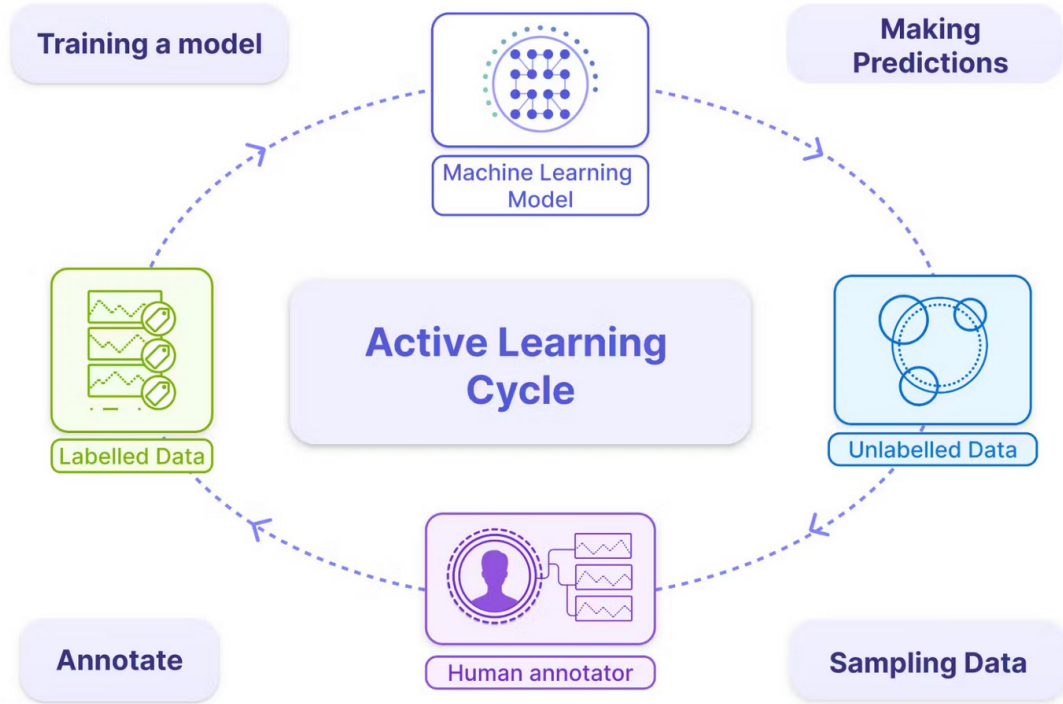 Training a model
Making
Predictions
Machine Learning
Model
Active Learning
Cycle
Labelled Data
Unlabelled Data
Annotate
Human annotator
Sampling Data